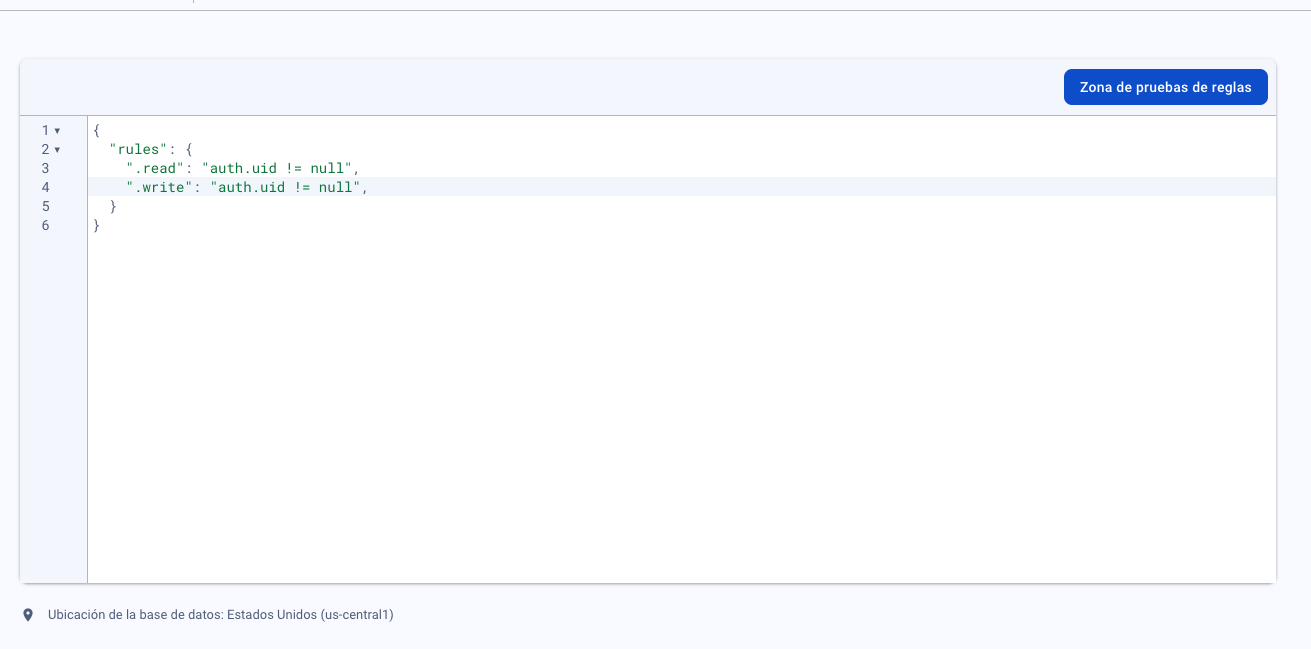 Zona de pruebas de reglas
1 {
2 "rules": {
3 ".read": "auth.uid != null",
4 ".write": "auth.uid != null",
5 }
6 }
Ubicación de la base de datos: Estados Unidos (us-central1)